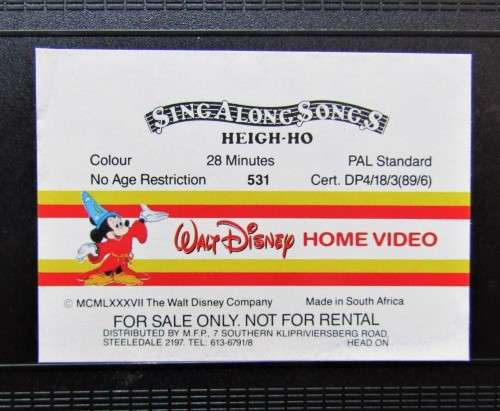 SING ALONG SONGS
HEIGH-HO
Colour 28 Minutes PAL Standard
No Age Restriction 531 Cert. DP4/18/3(89/6)
WALT DISNEY HOME VIDEO
© MCMLXXXVII The Walt Disney Company Made in South Africa
FOR SALE ONLY. NOT FOR RENTAL
DISTRIBUTED BY M.F.P., 7 SOUTHERN KLIPRIVIERSBERG ROAD,
STEELEDALE 2197. TEL: 613-6791/8 HEAD ON